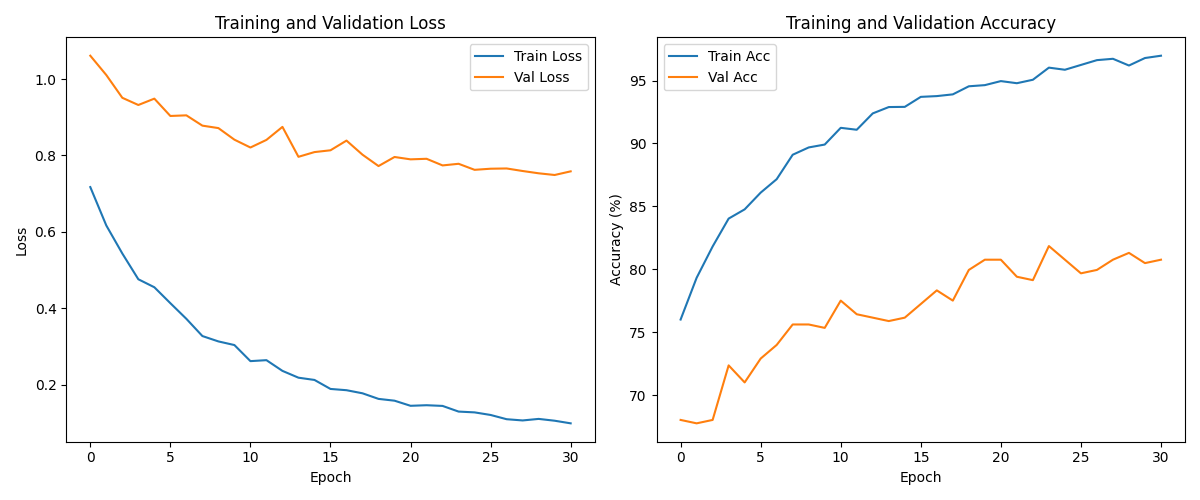 Training and Validation Loss
Train Loss
Val Loss
1.0
0.8
0.6
0.4
0.2
Loss
0 5 10 15 20 25 30
Epoch
Training and Validation Accuracy
Train Acc
Val Acc
95
90
85
80
75
70
Accuracy (%)
0 5 10 15 20 25 30
Epoch